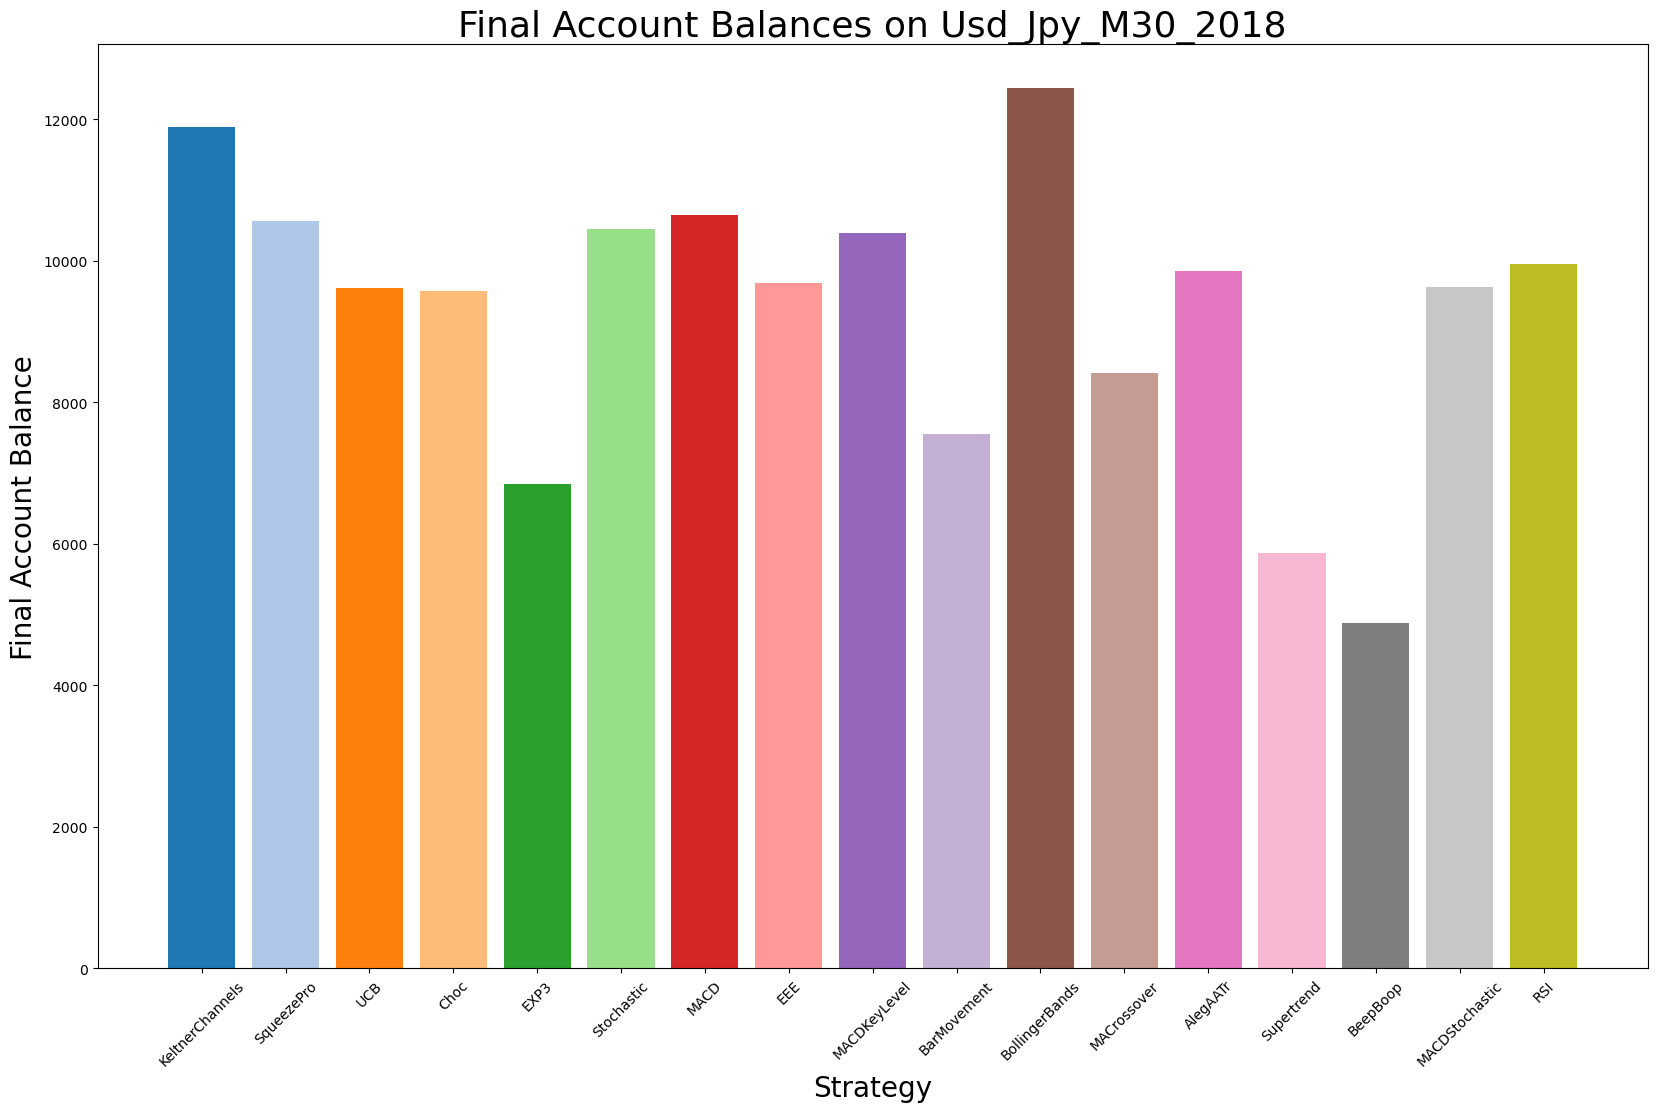 Final Account Balances on Usd_Jpy_M30_2018
Final Account Balance
12000
10000
8000
6000
4000
2000
0
KeltnerChannels
SqueezePro
UCB
Choc
EXP3
Stochastic
MACD
EEE
MACDKeyLevel
BarMovement
BollingerBands
MACrossover
AlegAATr
Supertrend
BeepBoop
MACDStochastic
RSI
Strategy